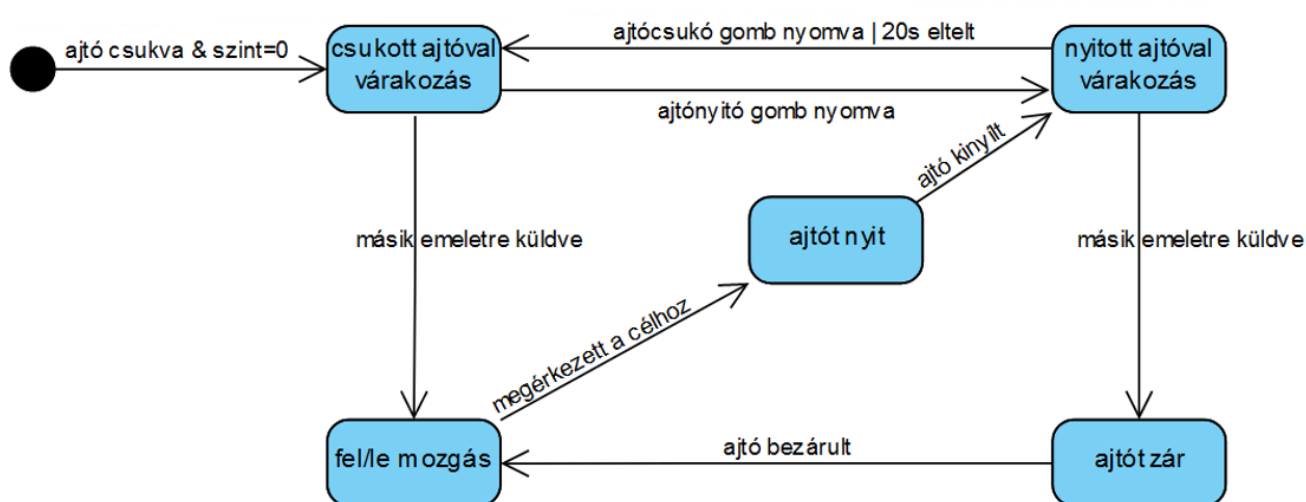 ajtó csukva & szint=0
csukott ajtóval
várakozás
ajtócsukó gomb nyomva | 20s eltelt
nyitott ajtóval
várakozás
ajtónyitó gomb nyomva
ajtó kinyílt
másik emeletre küldve
ajtót nyit
másik emeletre küldve
megérkezett a célhoz
fel/le mozgás
ajtó bezárult
ajtót zár